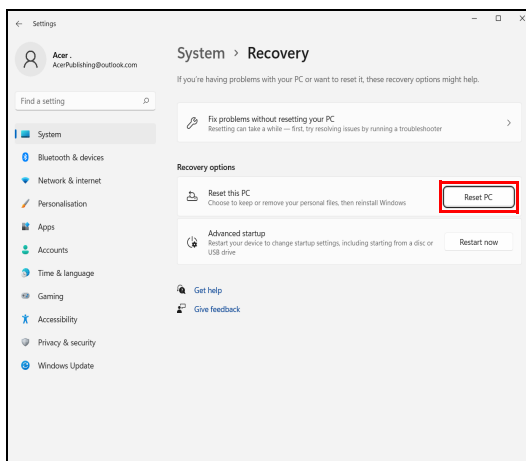 Settings
Acer .
AcerPublishing@outlook.com
Find a setting
System
Bluetooth & devices
Network & internet
Personalisation
Apps
Accounts
Time & language
Gaming
Accessibility
Privacy & security
Windows Update
System > Recovery
If you're having problems with your PC or want to reset it, these recovery options might help.
Fix problems without resetting your PC
Resetting can take a while — first, try resolving issues by running a troubleshooter
Recovery options
Reset this PC
Choose to keep or remove your personal files, then reinstall Windows
Reset PC
Advanced startup
Restart your device to change startup settings, including starting from a disc or
USB drive
Restart now
Get help
Give feedback